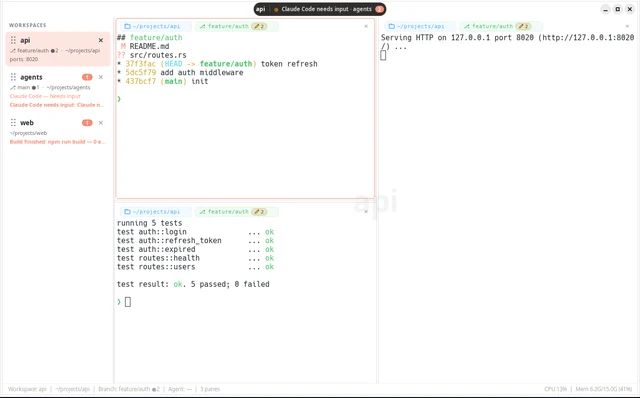 api | Claude Code needs input · agents 2
WORKSPACES
api ×
feature/auth ●2 · ~/projects/api
ports: 8020
agents 1 ×
main ●1 · ~/projects/agents
Claude Code — Needs input
Claude Code needs input: Claude n...
web 1 ×
~/projects/web
Build finished: npm run build — 0 e...
~/projects/api feature/auth 2 ×
## feature/auth
M README.md
?? src/routes.rs
* 37f3fac (HEAD -> feature/auth) token refresh
* 5dc5f79 add auth middleware
* 437bcf7 (main) init
❯
~/projects/api feature/auth 2 ×
running 5 tests
test auth::login ... ok
test auth::refresh_token ... ok
test auth::expired ... ok
test routes::health ... ok
test routes::users ... ok
test result: ok. 5 passed; 0 failed
❯
~/projects/api feature/auth 2 ×
Serving HTTP on 127.0.0.1 port 8020 (http://127.0.0.1:8020
/) ...
api
Workspace: api | ~/projects/api | Branch: feature/auth ●2 | Agent: — | 3 panes
CPU 13% | Mem 6.2G/15.0G (41%)